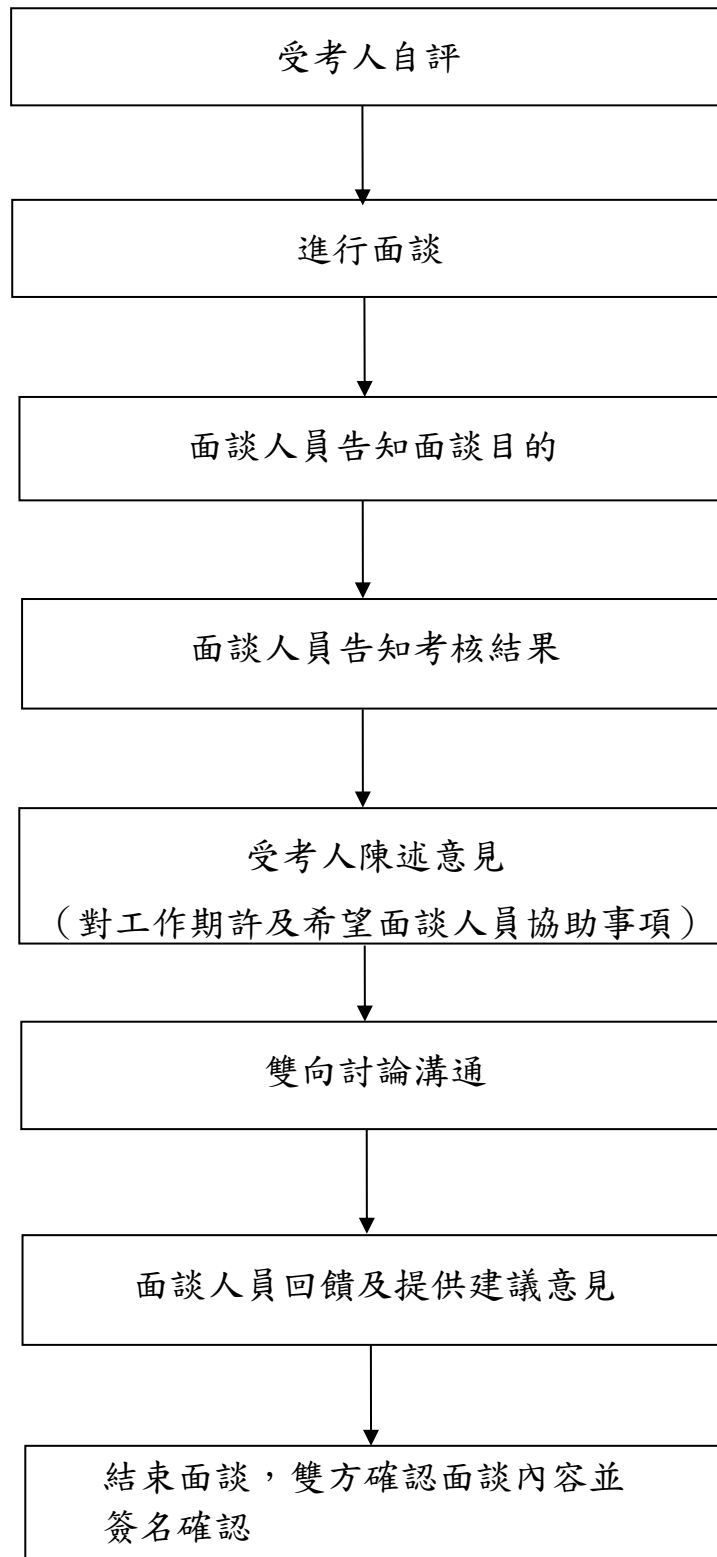 受考人自評
進行面談
面談人員告知面談目的
面談人員告知考核結果
受考人陳述意見
（對工作期許及希望面談人員協助事項）
雙向討論溝通
面談人員回饋及提供建議意見
結束面談，雙方確認面談內容並
簽名確認